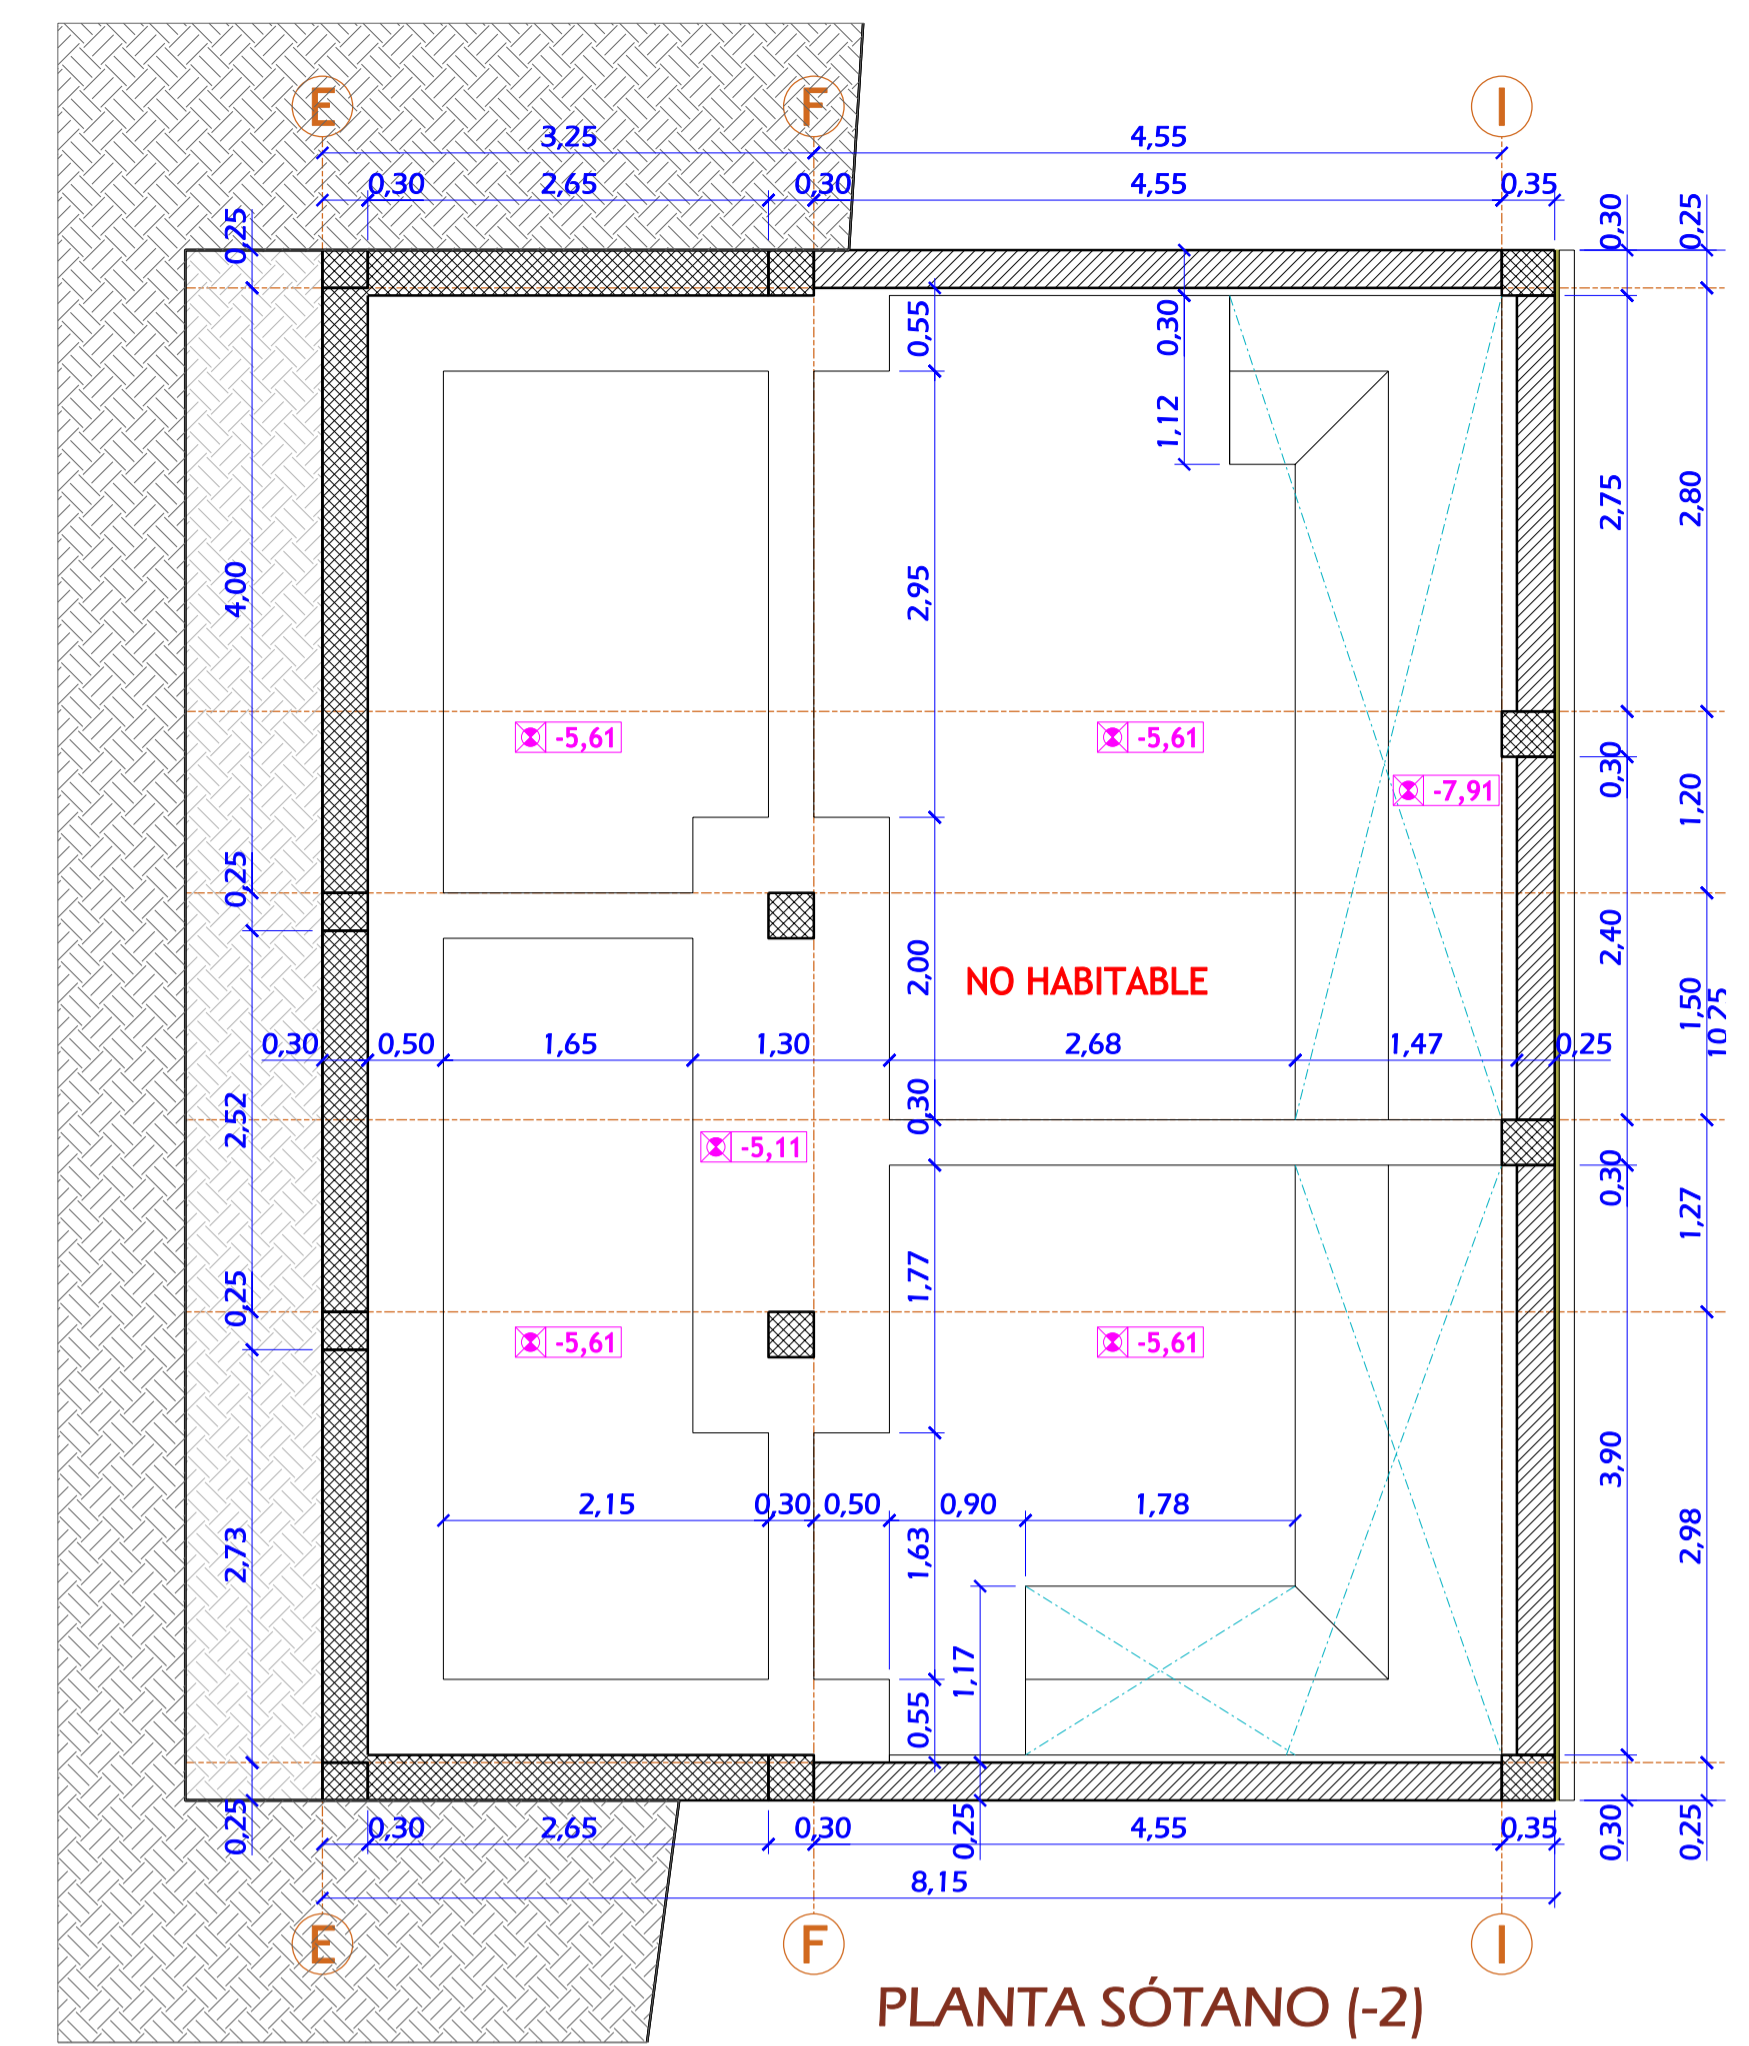 E F I
3,25 4,55
0,30 2,65 0,30 4,55 0,35
0,25 0,30 0,25
0,55 0,30
1,12
2,75 2,80
4,00 2,95
-5,61 -5,61
0,30
-7,91
1,20
0,25
2,40
2,00
NO HABITABLE
1,50
10,25
0,30 0,50 1,65 1,30 2,68 1,47 0,25
2,52 0,30
-5,11
0,30 1,27
0,25 1,77
-5,61 -5,61
3,90
2,15 0,30 0,50 0,90 1,78
2,73 1,63 2,98
1,17
0,55
0,25 0,30 2,65 0,30 0,25 4,55 0,35 0,30 0,25
8,15
E F I
PLANTA SÓTANO (-2)